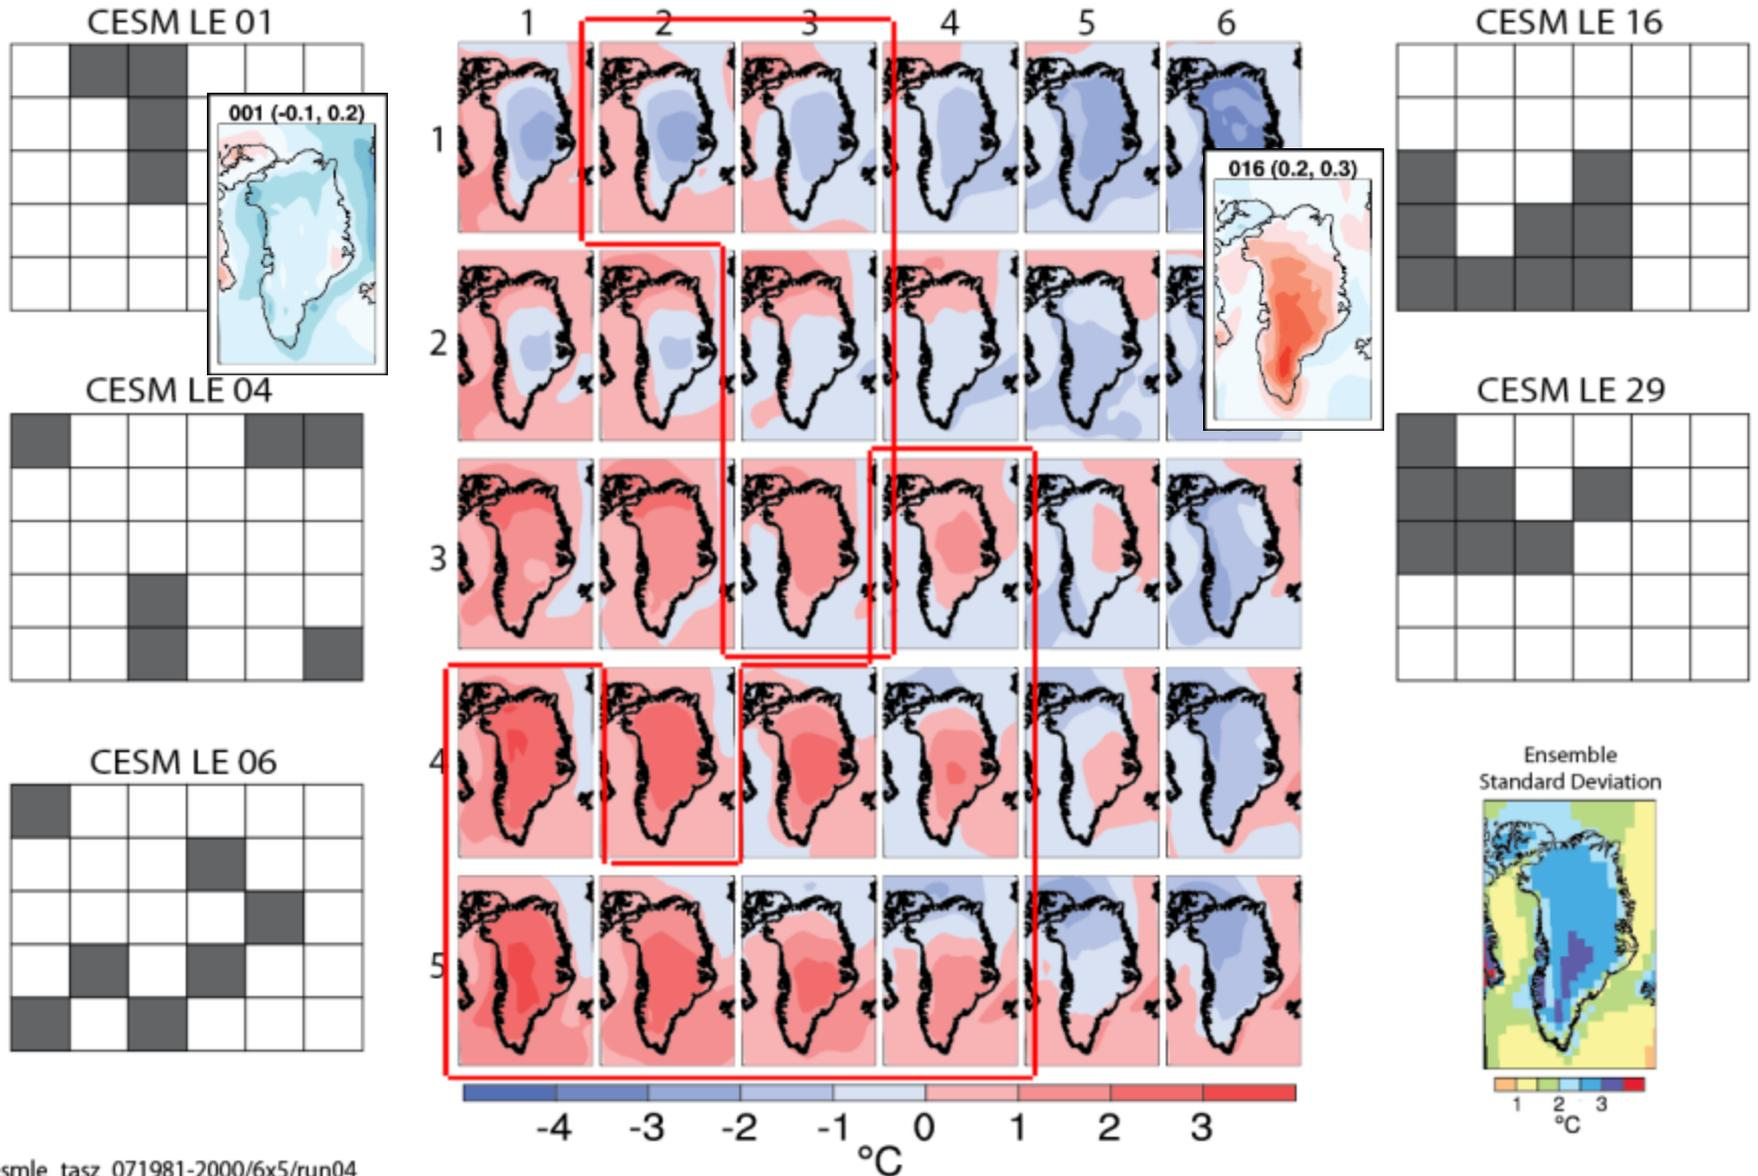 CESM LE 01
1 2 3 4 5 6
CESM LE 16
001 (-0.1, 0.2)
1
016 (0.2, 0.3)
2
CESM LE 04
CESM LE 29
3
CESM LE 06
4
Ensemble
Standard Deviation
5
1 2 3
°C
-4 -3 -2 -1 0 1 2 3
°C
tasz 071981-2000/6x5/run04